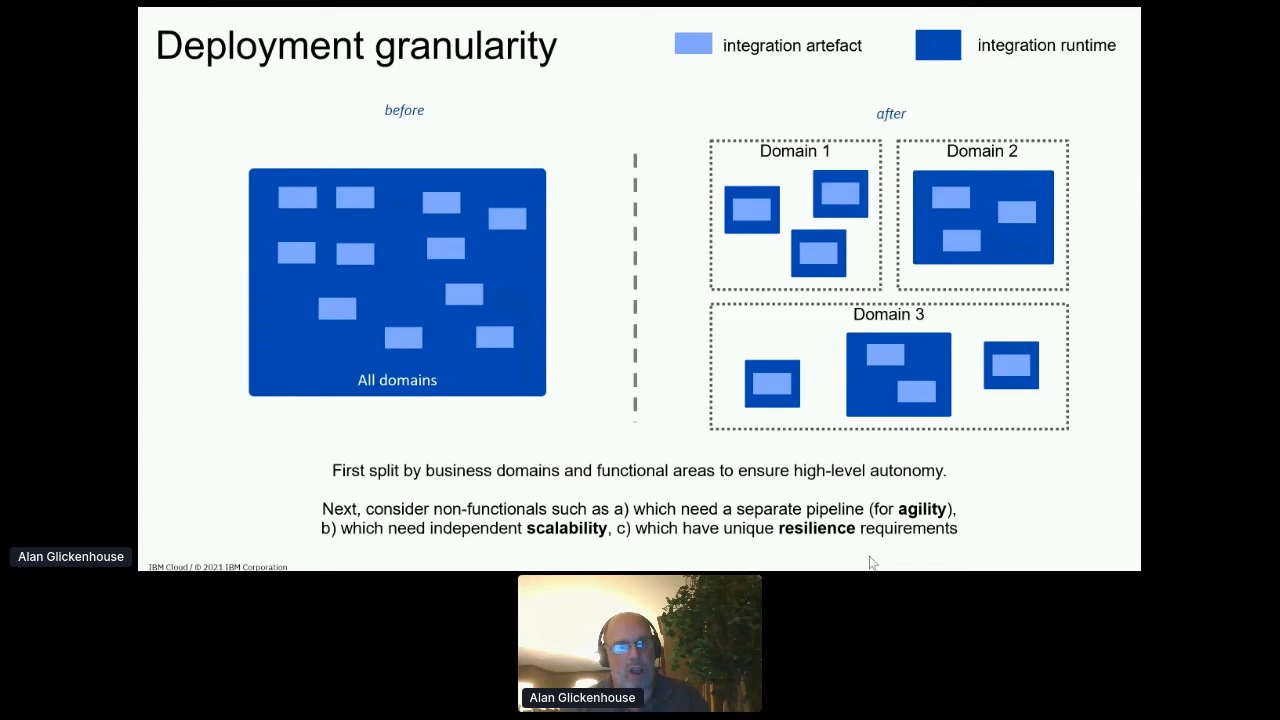 Deployment granularity
integration artefact
integration runtime
before
after
All domains
Domain 1
Domain 2
Domain 3
First split by business domains and functional areas to ensure high-level autonomy.
Next, consider non-functionals such as a) which need a separate pipeline (for agility),
b) which need independent scalability, c) which have unique resilience requirements
Alan Glickenhouse
IBM Cloud / © 2021 IBM Corporation
Alan Glickenhouse